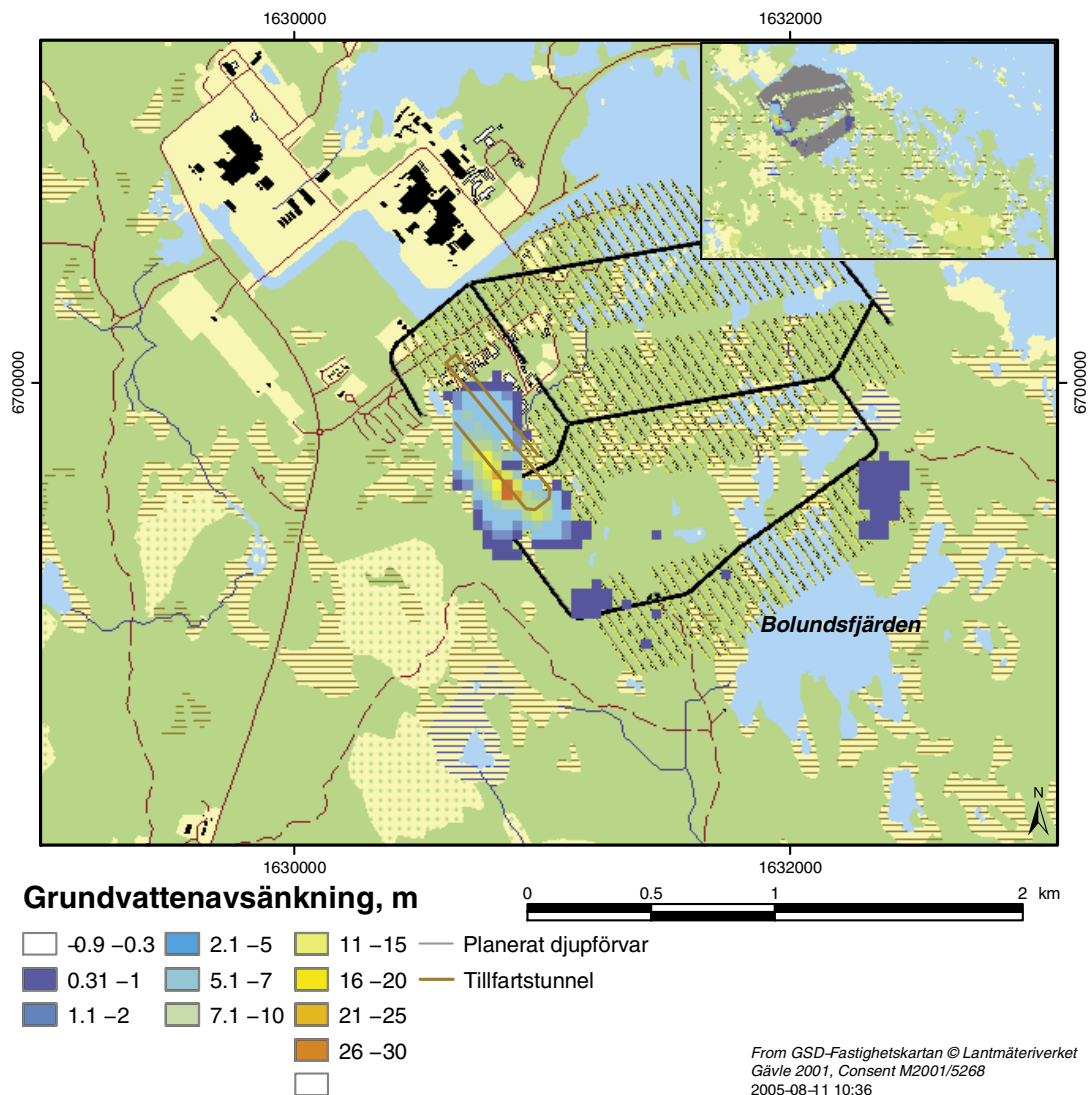 1630000
1632000
6700000
6700000
Bolundsfjärden
N
1630000
1632000
Grundvattenavsänkning, m
0
0.5
1
2
km
-0.9 –0.3
2.1 –5
11 –15
Planerat djupförvar
0.31 –1
5.1 –7
16 –20
Tillfartstunnel
1.1 –2
7.1 –10
21 –25
26 –30
From GSD-Fastighetskartan © Lantmäteriverket
Gävle 2001, Consent M2001/5268
2005-08-11 10:36